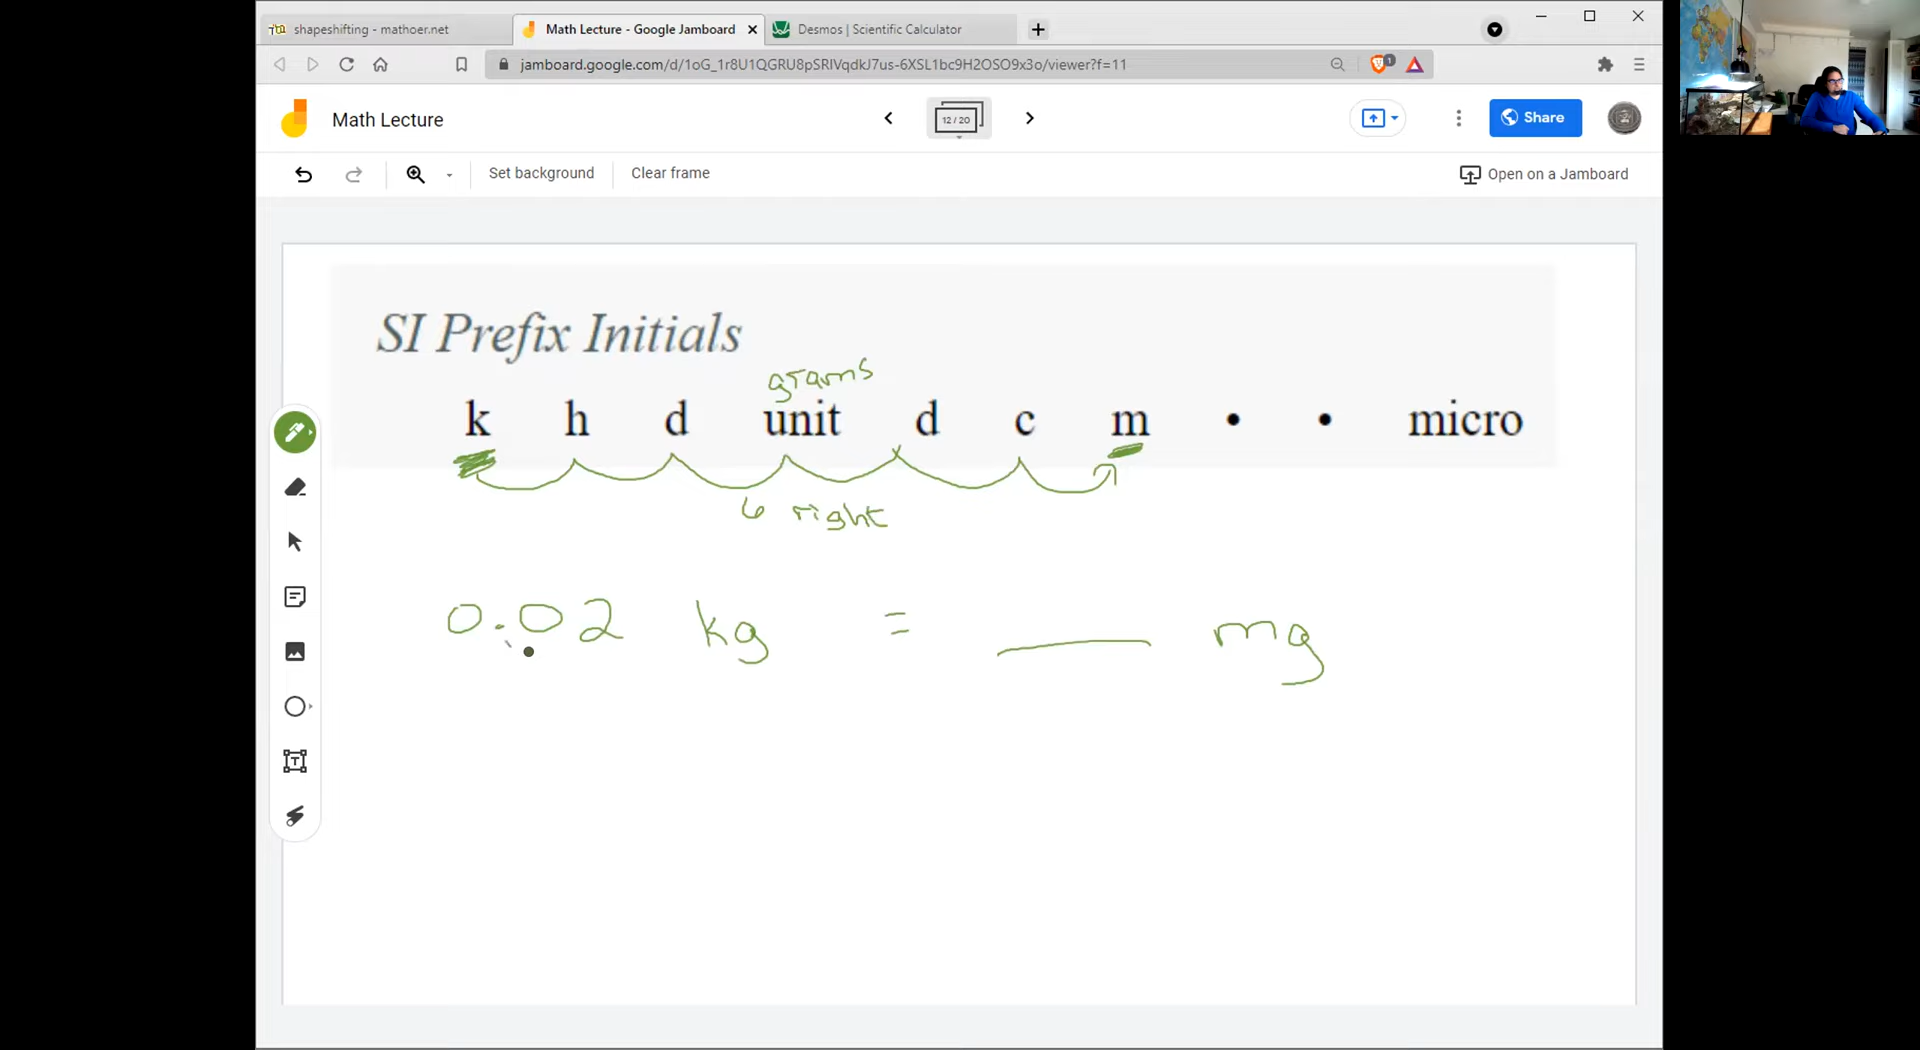 shapeshifting - mathoer.net
Math Lecture - Google Jamboard
Desmos | Scientific Calculator
jamboard.google.com/d/1oG_1r8U1QGRU8pSRIVqdkJ7us-6XSL1bc9H2OSO9x3o/viewer?f=11
1
Math Lecture
12 / 20
Share
Set background
Clear frame
Open on a Jamboard
SI Prefix Initials
grams
k h d unit d c m • • micro
6 right
0.02 kg = ___ mg